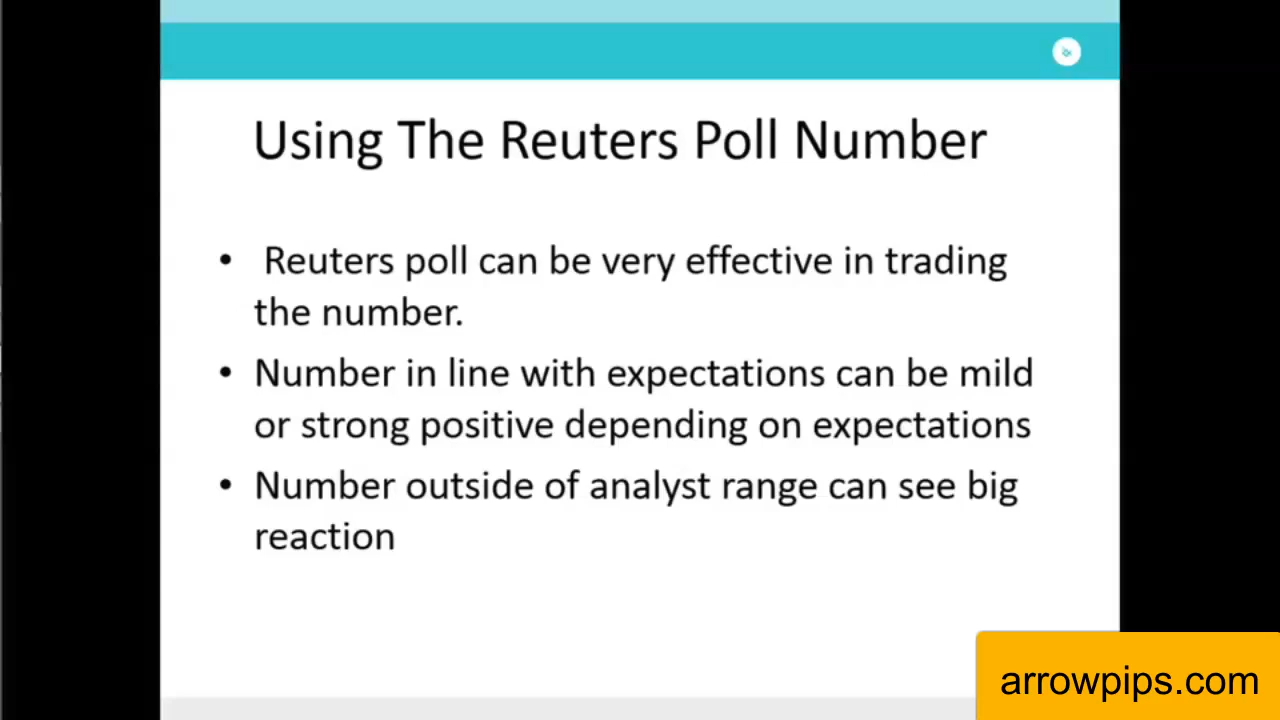 Using The Reuters Poll Number
• Reuters poll can be very effective in trading
the number.
• Number in line with expectations can be mild
or strong positive depending on expectations
• Number outside of analyst range can see big
reaction
arrowpips.com